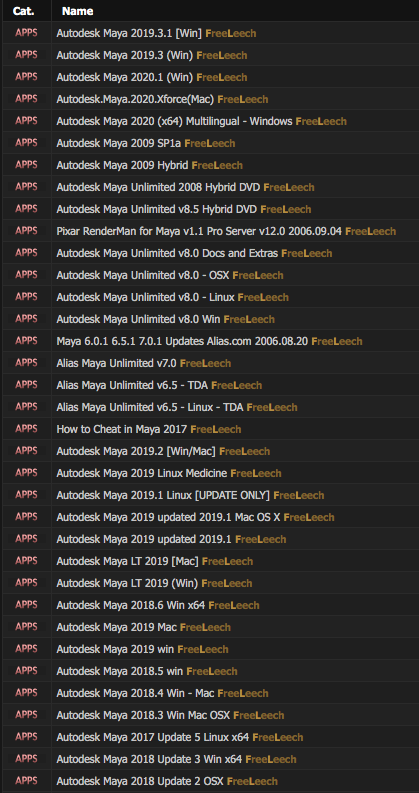 Cat. Name
APPS Autodesk Maya 2019.3.1 [Win] FreeLeech
APPS Autodesk Maya 2019.3 (Win) FreeLeech
APPS Autodesk Maya 2020.1 (Win) FreeLeech
APPS Autodesk.Maya.2020.Xforce(Mac) FreeLeech
APPS Autodesk Maya 2020 (x64) Multilingual - Windows FreeLeech
APPS Autodesk Maya 2009 SP1a FreeLeech
APPS Autodesk Maya 2009 Hybrid FreeLeech
APPS Autodesk Maya Unlimited 2008 Hybrid DVD FreeLeech
APPS Autodesk Maya Unlimited v8.5 Hybrid DVD FreeLeech
APPS Pixar RenderMan for Maya v1.1 Pro Server v12.0 2006.09.04 FreeLeech
APPS Autodesk Maya Unlimited v8.0 Docs and Extras FreeLeech
APPS Autodesk Maya Unlimited v8.0 - OSX FreeLeech
APPS Autodesk Maya Unlimited v8.0 - Linux FreeLeech
APPS Autodesk Maya Unlimited v8.0 Win FreeLeech
APPS Maya 6.0.1 6.5.1 7.0.1 Updates Alias.com 2006.08.20 FreeLeech
APPS Alias Maya Unlimited v7.0 FreeLeech
APPS Alias Maya Unlimited v6.5 - TDA FreeLeech
APPS Alias Maya Unlimited v6.5 - Linux - TDA FreeLeech
APPS How to Cheat in Maya 2017 FreeLeech
APPS Autodesk Maya 2019.2 [Win/Mac] FreeLeech
APPS Autodesk Maya 2019 Linux Medicine FreeLeech
APPS Autodesk Maya 2019.1 Linux [UPDATE ONLY] FreeLeech
APPS Autodesk Maya 2019 updated 2019.1 Mac OS X FreeLeech
APPS Autodesk Maya 2019 updated 2019.1 FreeLeech
APPS Autodesk Maya LT 2019 [Mac] FreeLeech
APPS Autodesk Maya LT 2019 (Win) FreeLeech
APPS Autodesk Maya 2018.6 Win x64 FreeLeech
APPS Autodesk Maya 2019 Mac FreeLeech
APPS Autodesk Maya 2019 win FreeLeech
APPS Autodesk Maya 2018.5 win FreeLeech
APPS Autodesk Maya 2018.4 Win - Mac FreeLeech
APPS Autodesk Maya 2018.3 Win Mac OSX FreeLeech
APPS Autodesk Maya 2017 Update 5 Linux x64 FreeLeech
APPS Autodesk Maya 2018 Update 3 Win x64 FreeLeech
APPS Autodesk Maya 2018 Update 2 OSX FreeLeech